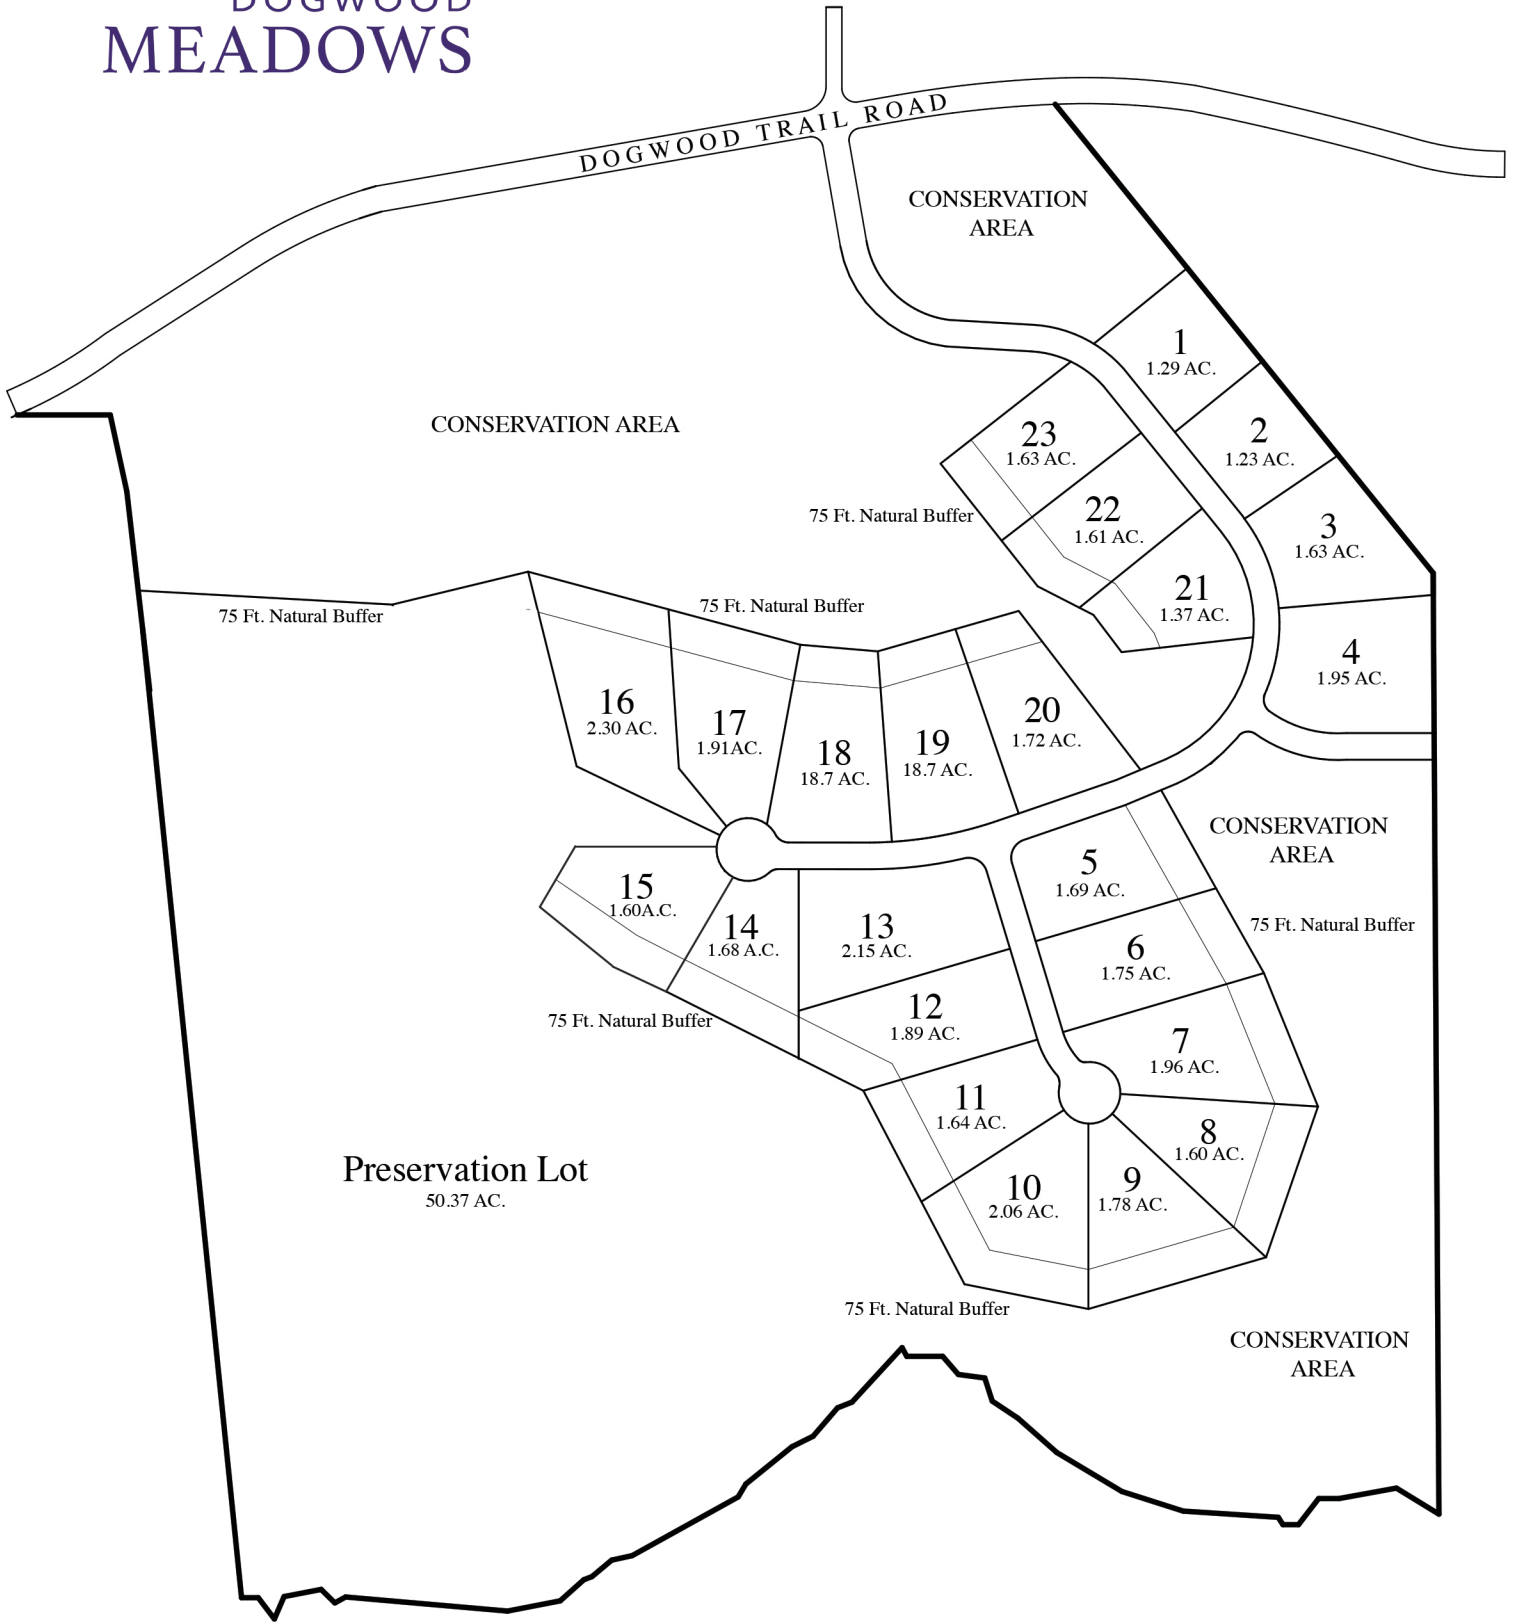 DOGWOOD
MEADOWS
DOGWOOD TRAIL ROAD
CONSERVATION
AREA
1
1.29 AC.
2
1.23 AC.
23
1.63 AC.
CONSERVATION AREA
22
1.61 AC.
75 Ft. Natural Buffer
3
1.63 AC.
21
1.37 AC.
75 Ft. Natural Buffer
75 Ft. Natural Buffer
4
1.95 AC.
16
2.30 AC.
17
1.91AC.
18
18.7 AC.
19
18.7 AC.
20
1.72 AC.
CONSERVATION
AREA
5
1.69 AC.
15
1.60A.C.
14
1.68 A.C.
13
2.15 AC.
75 Ft. Natural Buffer
6
1.75 AC.
12
1.89 AC.
75 Ft. Natural Buffer
7
1.96 AC.
11
1.64 AC.
8
1.60 AC.
Preservation Lot
50.37 AC.
10
2.06 AC.
9
1.78 AC.
75 Ft. Natural Buffer
CONSERVATION
AREA